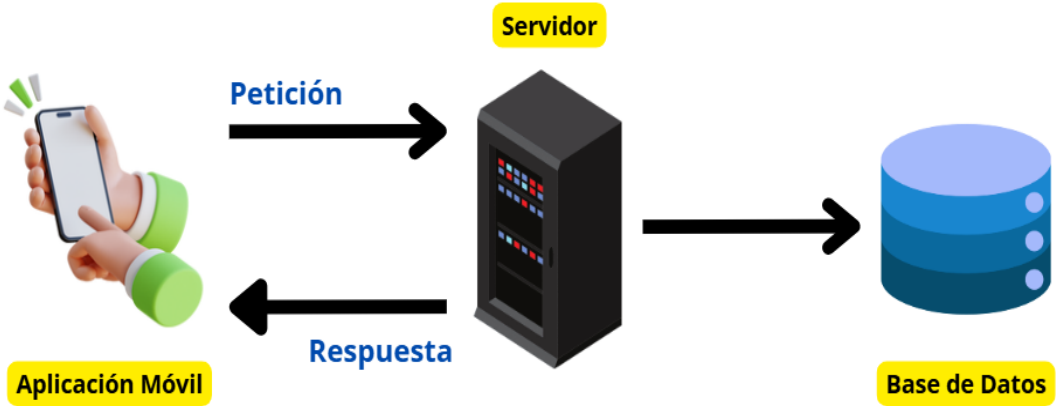 Servidor
Petición
Respuesta
Aplicación Móvil
Base de Datos